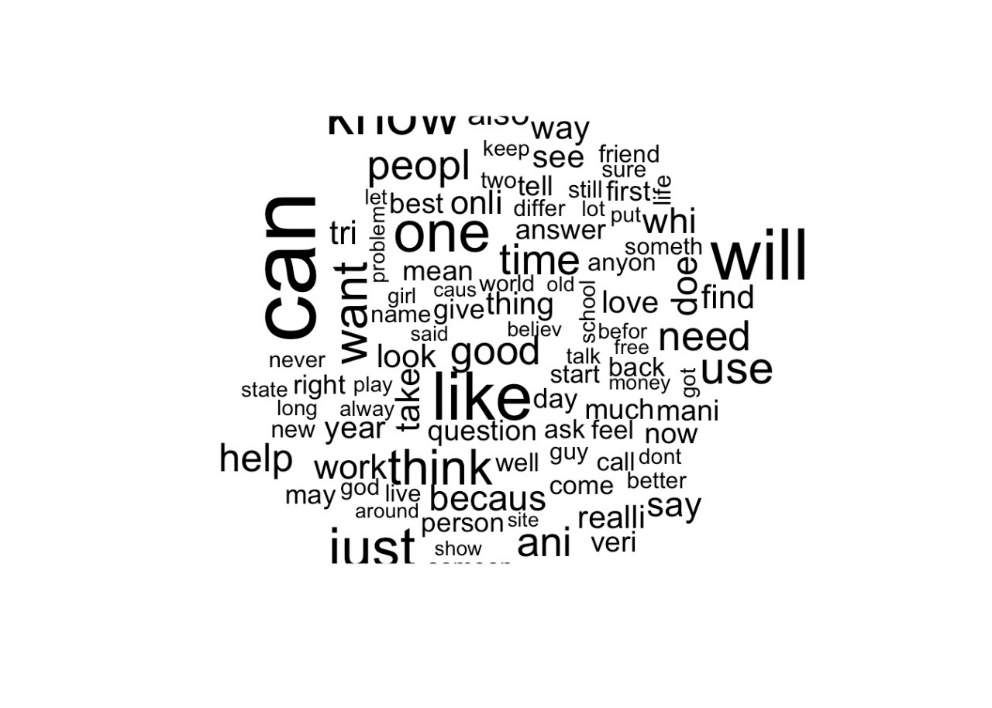 know also way
keep
peopl see friend
sure
two tell still first life
let best onli differ lot put whi
can tri problem one answer
someth will
want mean time anyon doe
caus world old
girl name give thing school love find
said believ befor need
free
never look good talk
state right play take like start back money got use
long alway day much mani
new year question ask feel now
help work think well guy call dont
may god live becaus come better
around person site realli say
just show ani veri